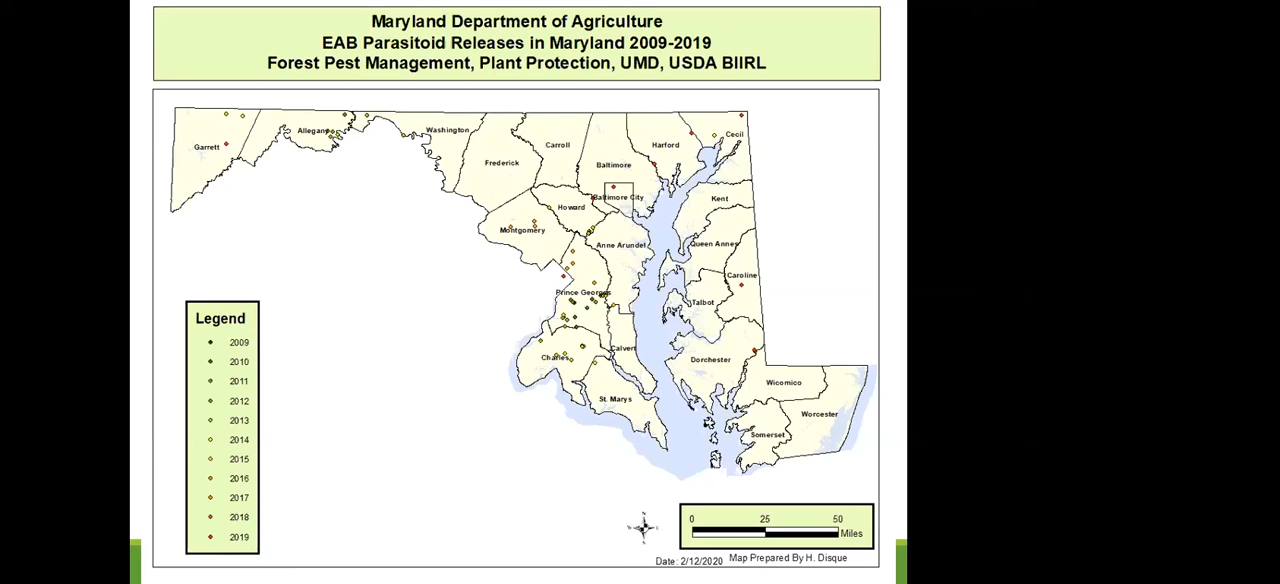 Maryland Department of Agriculture
EAB Parasitoid Releases in Maryland 2009-2019
Forest Pest Management, Plant Protection, UMD, USDA BIIRL
Garrett
Allegany
Washington
Frederick
Carroll
Baltimore
Harford
Cecil
Baltimore City
Howard
Kent
Montgomery
Anne Arundel
Queen Annes
Caroline
Prince Georges
Talbot
Calvert
Charles
Dorchester
St. Marys
Wicomico
Worcester
Somerset
Legend
2009
2010
2011
2012
2013
2014
2015
2016
2017
2018
2019
N
W E
S
0 25 50
Miles
Date: 2/12/2020 Map Prepared By H. Disque